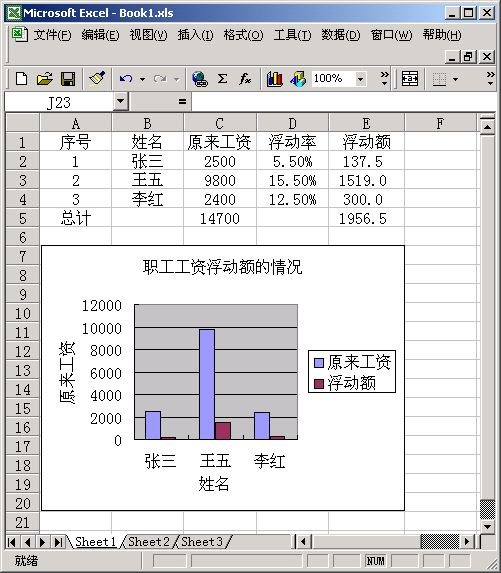 Microsoft Excel - Book1.xls
文件(F) 编辑(E) 视图(V) 插入(I) 格式(O) 工具(T) 数据(D) 窗口(W) 帮助(H)
100%
J23 =
A B C D E F
1 序号 姓名 原来工资 浮动率 浮动额
2 1 张三 2500 5.50% 137.5
3 2 王五 9800 15.50% 1519.0
4 3 李红 2400 12.50% 300.0
5 总计 14700 1956.5
6
7
8
9
10
11
12
13
14
15
16
17
18
19
20
21
职工工资浮动额的情况
原来工资
12000
10000
8000
6000
4000
2000
0
张三 王五 李红
姓名
原来工资
浮动额
Sheet1 Sheet2 Sheet3
就绪 NUM